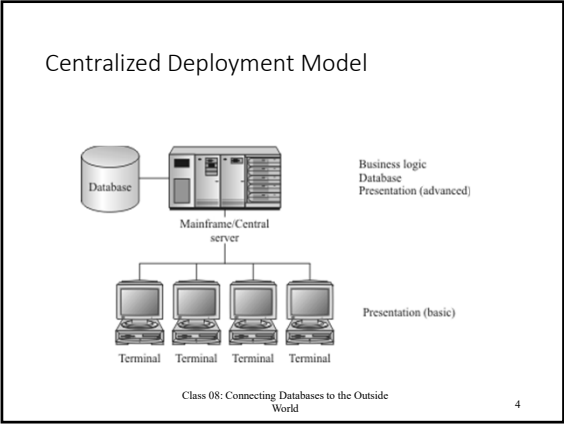 Centralized Deployment Model
Database
Business logic
Database
Presentation (advanced)
Mainframe/Central
server
Presentation (basic)
Terminal Terminal Terminal Terminal
Class 08: Connecting Databases to the Outside
World
4